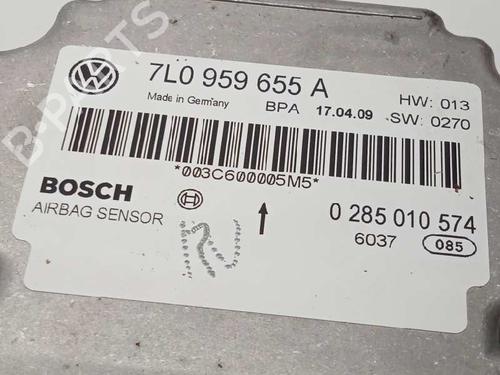 7L0 959 655 A
HW: 013
Made in Germany
BPA 17.04.09
SW: 0270
*003C600005M5*
BOSCH
AIRBAG SENSOR
0 285 010 574
6037 085
B-PARTS